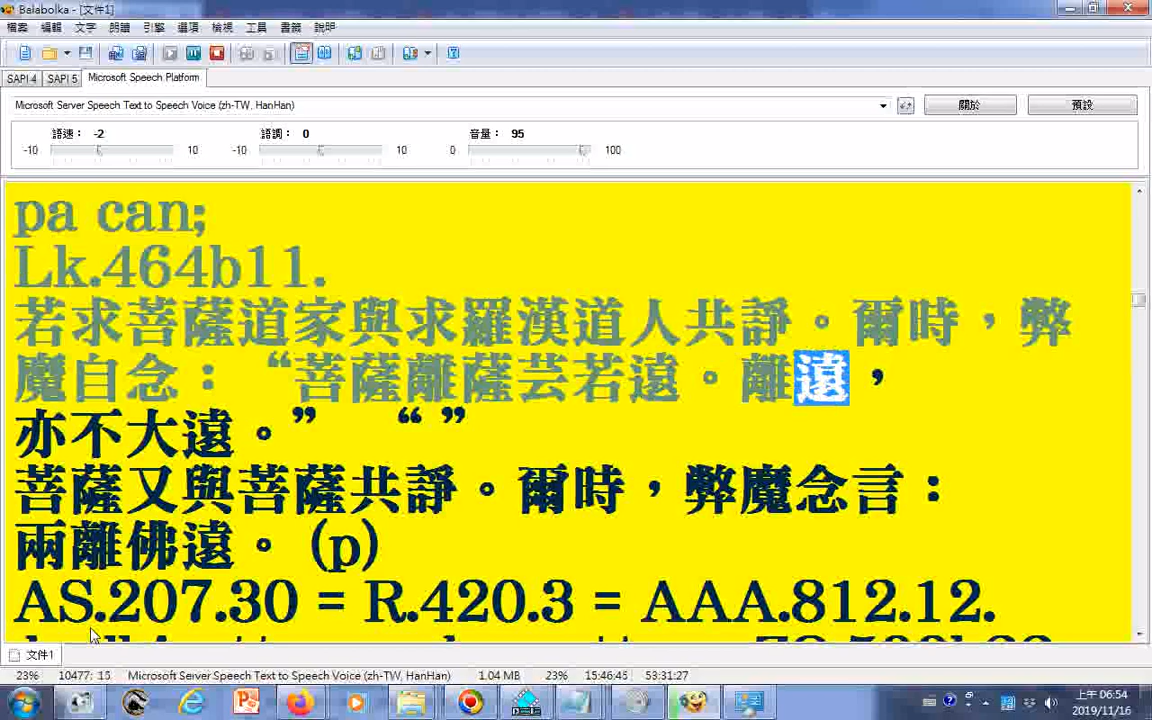 Balabolka - [文件1]
檔案 編輯 文字 朗讀 引擎 選項 檢視 工具 書籤 說明
SAPI 4 SAPI 5 Microsoft Speech Platform
Microsoft Server Speech Text to Speech Voice (zh-TW, HanHan) 關於 預設
語速： -2 語調： 0 音量： 95
-10 10 -10 10 0 100
pa can;
Lk.464b11.
若求菩薩道家與求羅漢道人共諍。爾時，弊
魔自念：“菩薩離薩芸若遠。離遠，
亦不大遠。” “ ”
菩薩又與菩薩共諍。爾時，弊魔念言：
兩離佛遠。(p)
AS.207.30 = R.420.3 = AAA.812.12.
文件1
23% 10477: 15 Microsoft Server Speech Text to Speech Voice (zh-TW, HanHan) 1.04 MB 23% 15:46:45 53:31:27
上午 06:54
2019/11/16